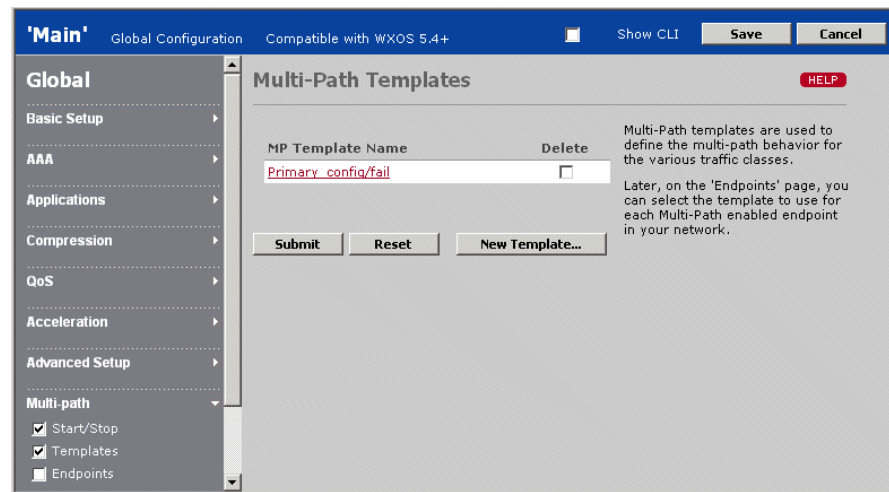 'Main' Global Configuration Compatible with WXOS 5.4+ Show CLI Save Cancel
Global
Basic Setup
AAA
Applications
Compression
QoS
Acceleration
Advanced Setup
Multi-path
Start/Stop
Templates
Endpoints
Multi-Path Templates HELP
MP Template Name Delete
Primary_config/fail
Submit Reset New Template...
Multi-Path templates are used to
define the multi-path behavior for
the various traffic classes.
Later, on the 'Endpoints' page, you
can select the template to use for
each Multi-Path enabled endpoint
in your network.